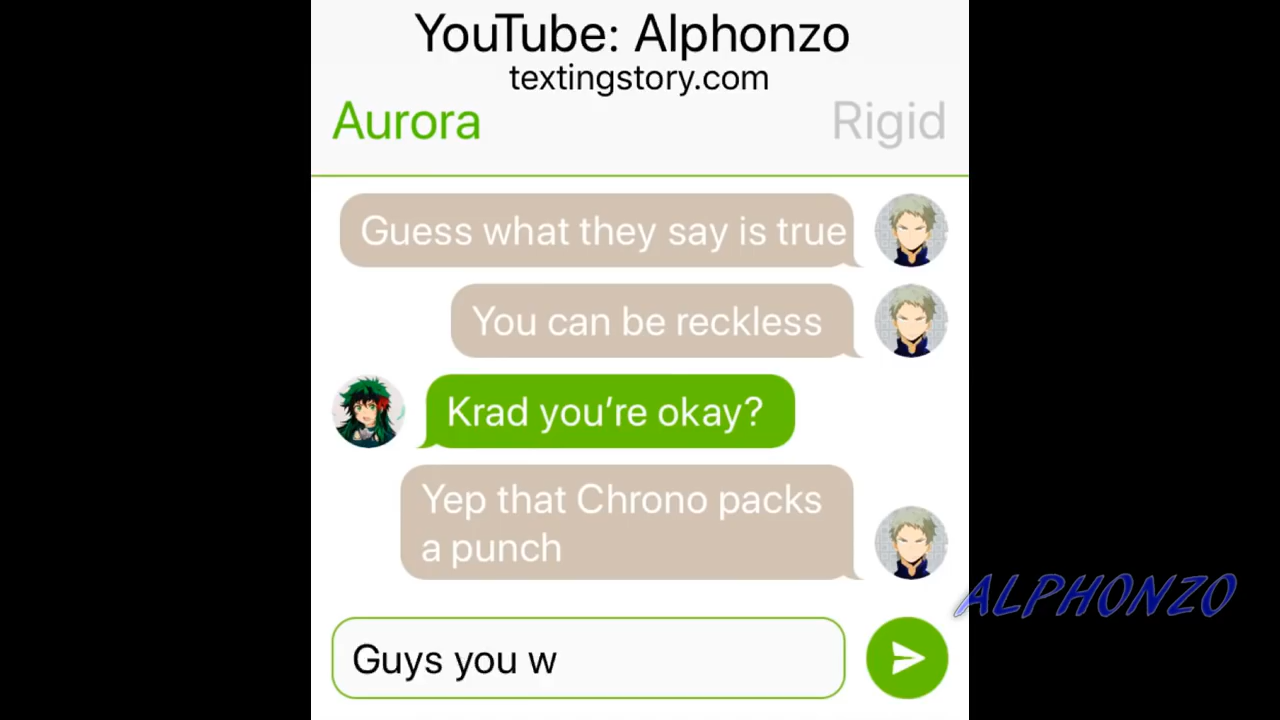 YouTube: Alphonzo
textingstory.com
Aurora
Rigid
Guess what they say is true
You can be reckless
Krad you’re okay?
Yep that Chrono packs
a punch
ALPHONZO
Guys you w